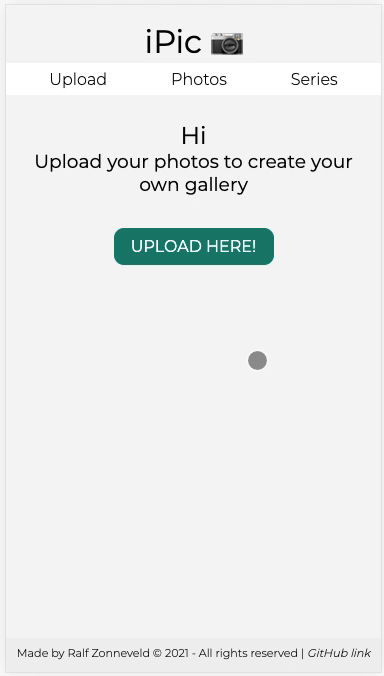 iPic 📷
Upload Photos Series
Hi
Upload your photos to create your
own gallery
UPLOAD HERE!
Made by Ralf Zonneveld © 2021 - All rights reserved | GitHub link